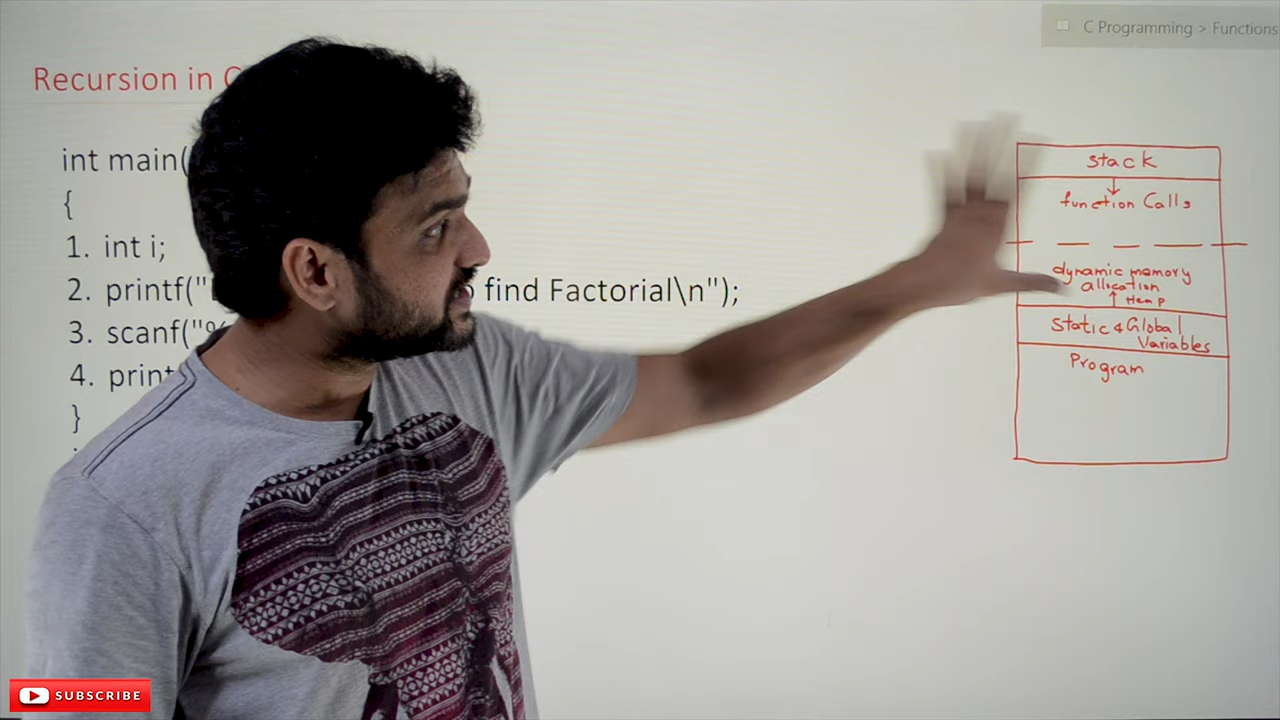 C Programming > Functions
Recursion in
int main(
{
1. int i;
2. printf(" find Factorial\n");
3. scanf("%
4. print
}
stack
function Calls
dynamic memory
allocation
Heap
Static & Global
Variables
Program
SUBSCRIBE